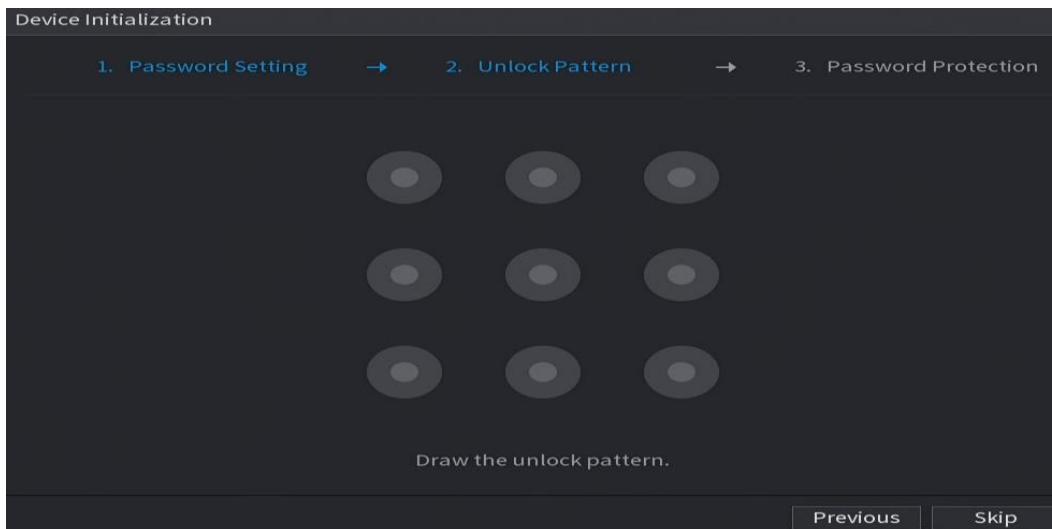 Device Initialization
1. Password Setting → 2. Unlock Pattern → 3. Password Protection
Draw the unlock pattern.
Previous Skip